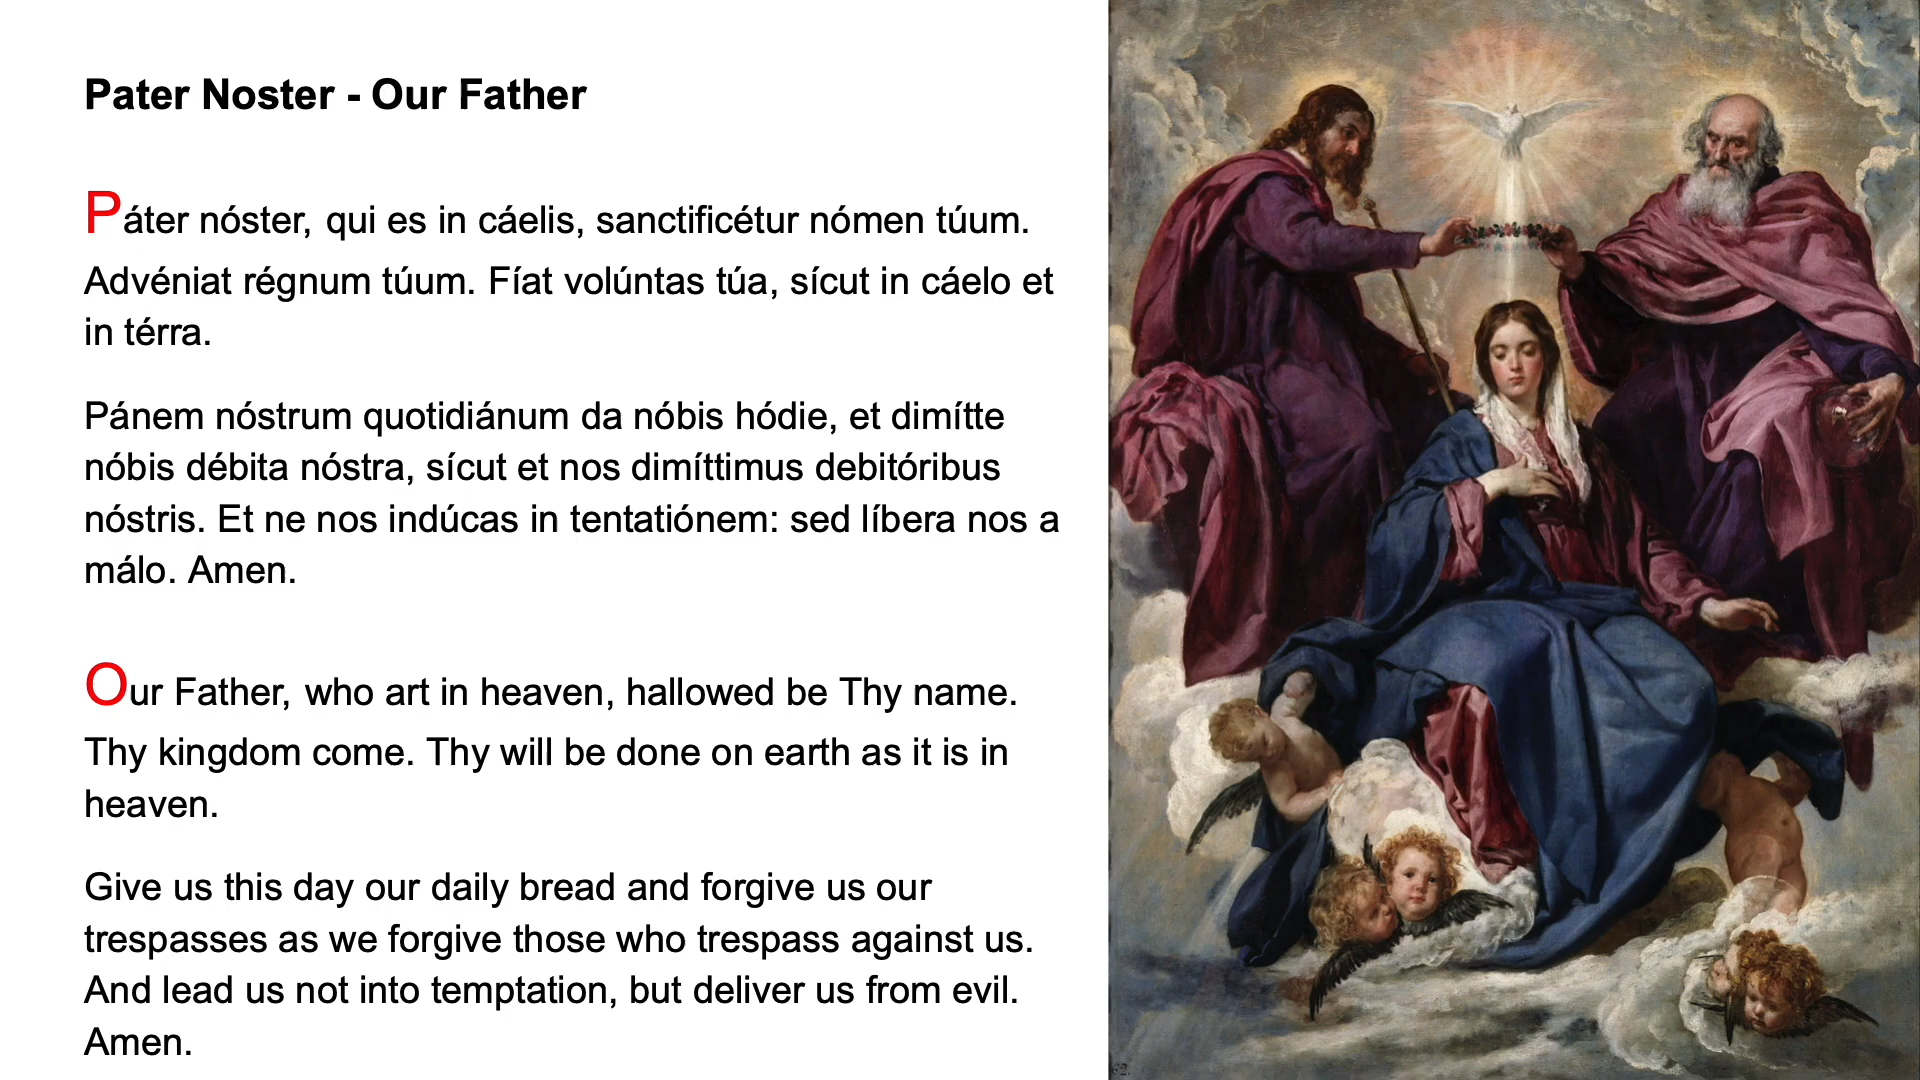 Pater Noster - Our Father
Páter nóster, qui es in cáelis, sanctificétur nómen túum.
Advéniat régnum túum. Fíat volúntas túa, sícut in cáelo et
in térra.
Pánem nóstrum quotidiánum da nóbis hódie, et dimítte
nóbis débita nóstra, sícut et nos dimíttimus debitóribus
nóstris. Et ne nos indúcas in tentatiónem: sed líbera nos a
málo. Amen.
Our Father, who art in heaven, hallowed be Thy name.
Thy kingdom come. Thy will be done on earth as it is in
heaven.
Give us this day our daily bread and forgive us our
trespasses as we forgive those who trespass against us.
And lead us not into temptation, but deliver us from evil.
Amen.
62.